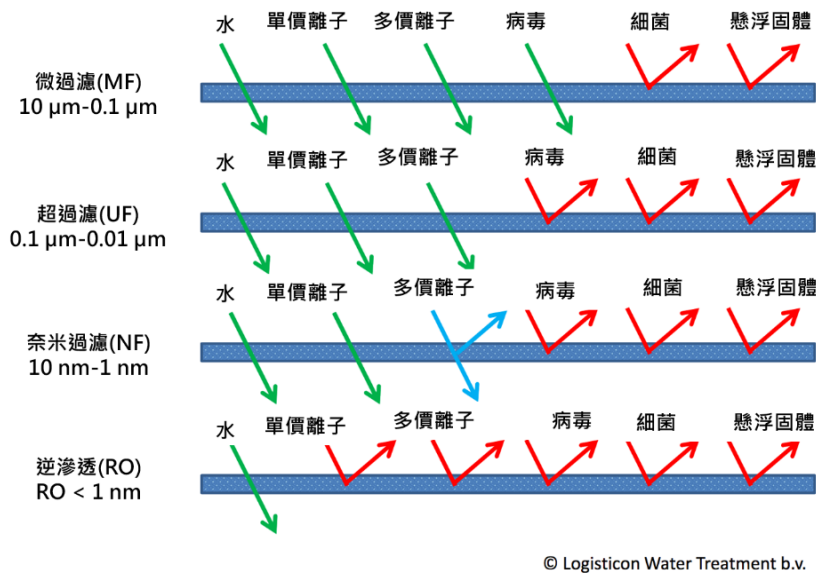 水 單價離子 多價離子 病毒 細菌 懸浮固體
微過濾(MF)
10 µm-0.1 µm
水 單價離子 多價離子 病毒 細菌 懸浮固體
超過濾(UF)
0.1 µm-0.01 µm
水 單價離子 多價離子 病毒 細菌 懸浮固體
奈米過濾(NF)
10 nm-1 nm
水 單價離子 多價離子 病毒 細菌 懸浮固體
逆滲透(RO)
RO < 1 nm
© Logisticon Water Treatment b.v.